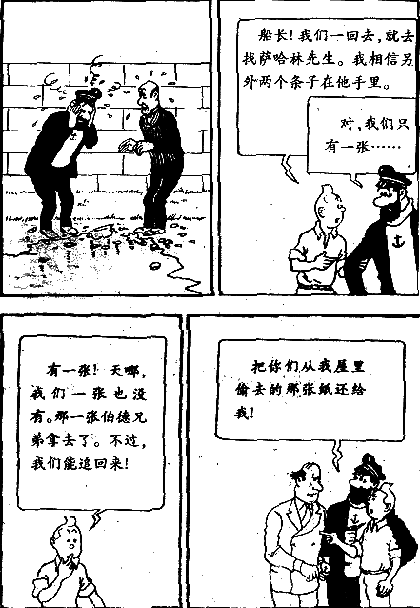 船长！我们一回去，就去
找萨哈林先生。我相信另
外两个条子在他手里。
对，我们只
有一张……
有一张！天哪，
我们一张也没
有。那一张伯德兄
弟拿去了。不过，
我们能追回来！
把你们从我屋里
偷去的那张纸还给
我！